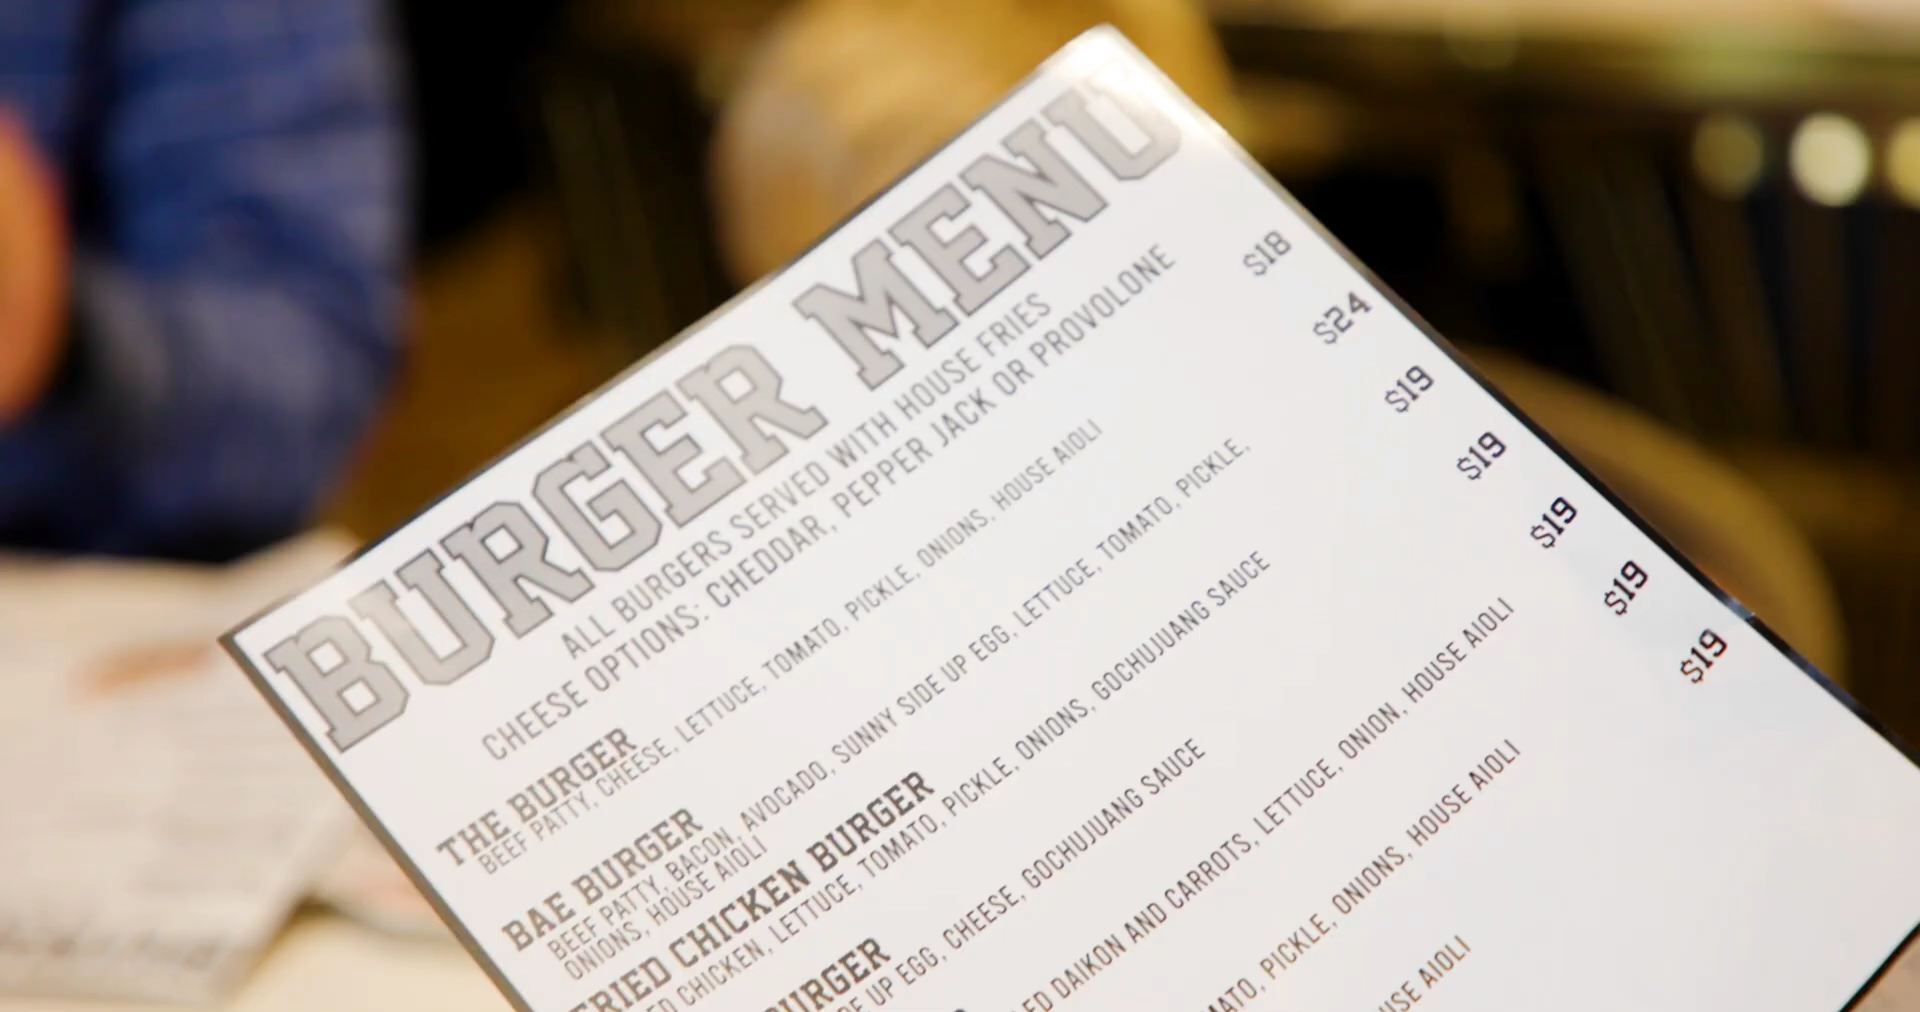 BURGER MENU
ALL BURGERS SERVED WITH HOUSE FRIES
CHEESE OPTIONS: CHEDDAR, PEPPER JACK OR PROVOLONE
THE BURGER $18
BEEF PATTY, CHEESE, LETTUCE, TOMATO, PICKLE, ONIONS, HOUSE AIOLI
BAE BURGER $24
BEEF PATTY, BACON, AVOCADO, SUNNY SIDE UP EGG, LETTUCE, TOMATO, PICKLE,
ONIONS, HOUSE AIOLI
FRIED CHICKEN BURGER $19
CHICKEN, LETTUCE, TOMATO, PICKLE, ONIONS, GOCHUJUANG SAUCE
BURGER $19
UP EGG, CHEESE, GOCHUJUANG SAUCE
$19
DAIKON AND CARROTS, LETTUCE, ONION, HOUSE AIOLI
$19
PICKLE, ONIONS, HOUSE AIOLI
$19
AIOLI